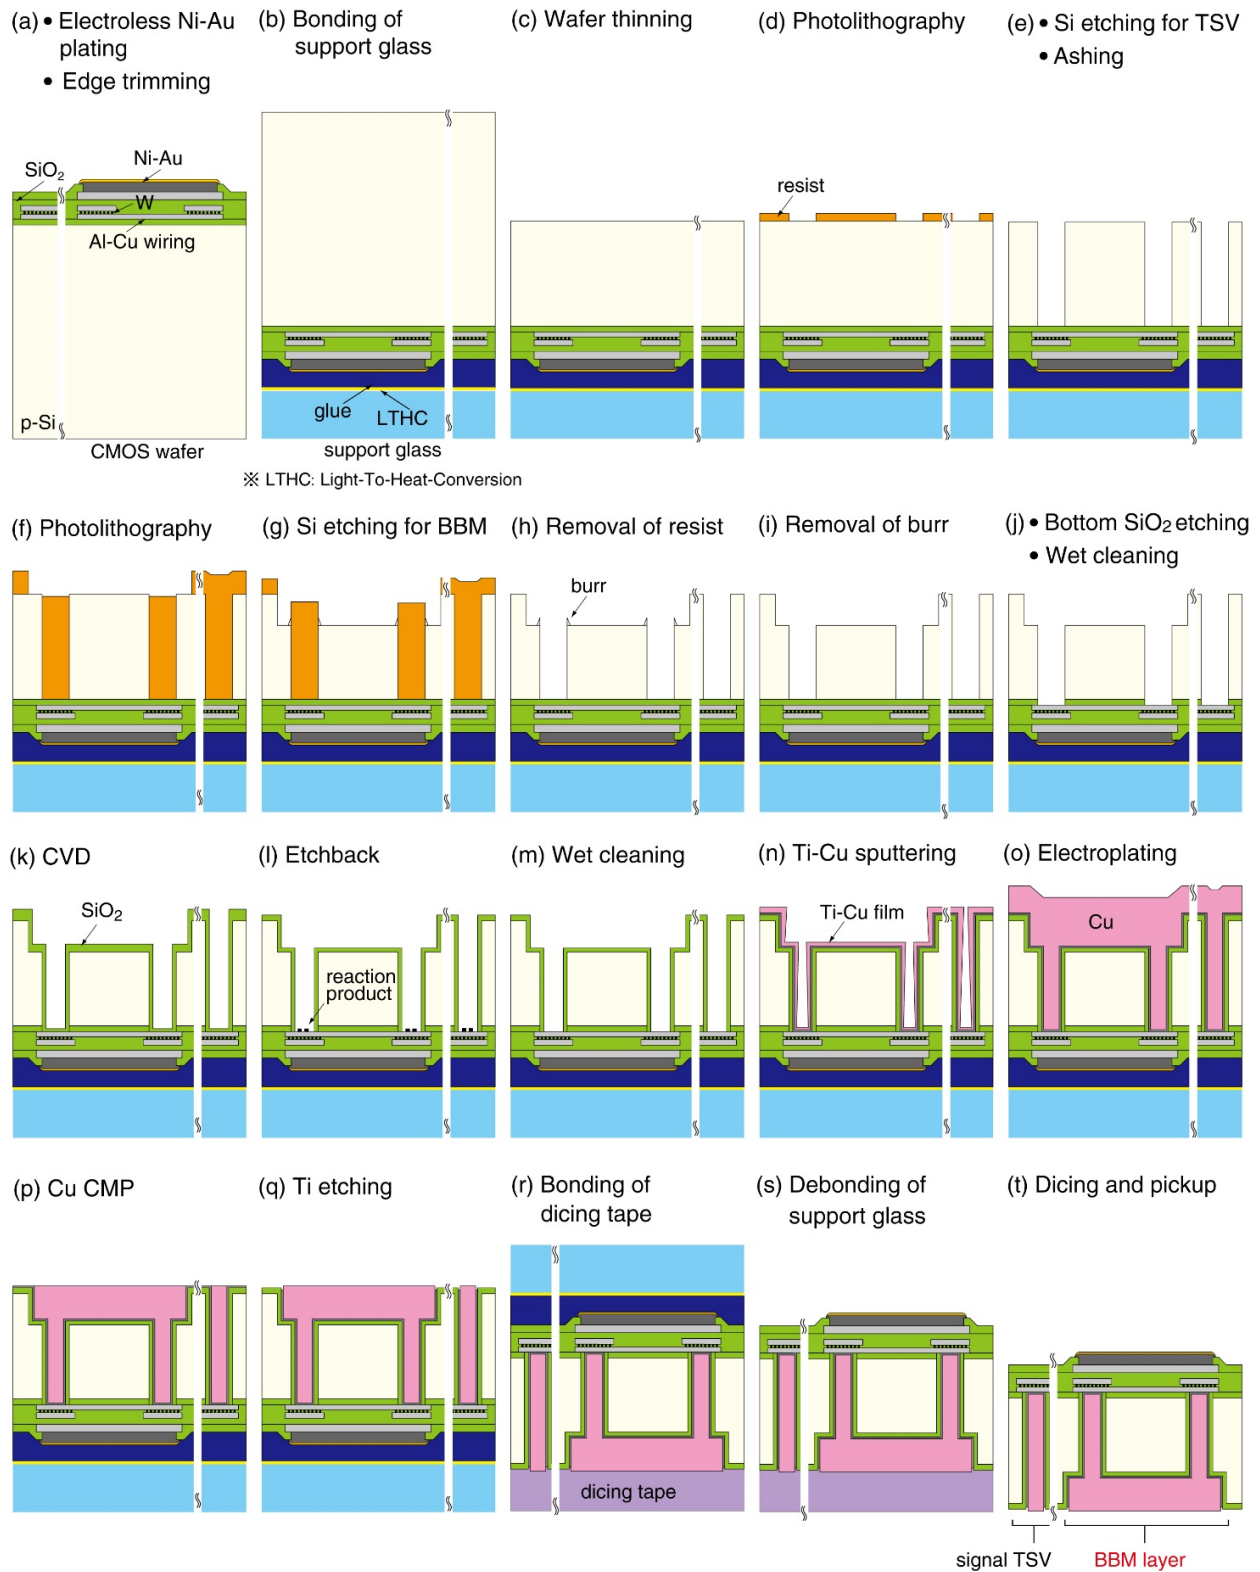 (a) • Electroless Ni-Au
plating
• Edge trimming
(b) Bonding of
support glass
(c) Wafer thinning
(d) Photolithography
(e) • Si etching for TSV
• Ashing
Ni-Au
SiO₂
W
Al-Cu wiring
p-Si
CMOS wafer
glue
LTHC
support glass
※ LTHC: Light-To-Heat-Conversion
resist
(f) Photolithography
(g) Si etching for BBM
(h) Removal of resist
(i) Removal of burr
(j) • Bottom SiO₂ etching
• Wet cleaning
burr
(k) CVD
(l) Etchback
(m) Wet cleaning
(n) Ti-Cu sputtering
(o) Electroplating
SiO₂
reaction
product
Ti-Cu film
Cu
(p) Cu CMP
(q) Ti etching
(r) Bonding of
dicing tape
(s) Debonding of
support glass
(t) Dicing and pickup
dicing tape
signal TSV
BBM layer